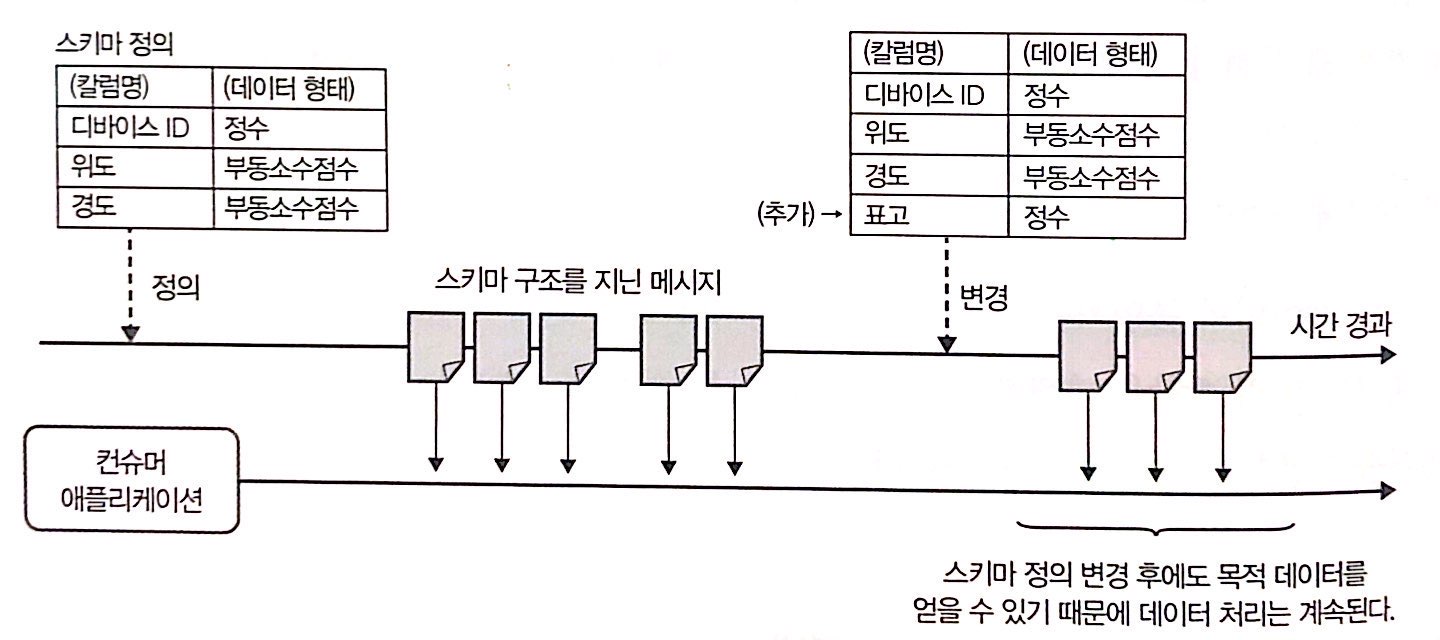 스키마 정의
(칼럼명) (데이터 형태)
디바이스 ID 정수
위도 부동소수점수
경도 부동소수점수
(칼럼명) (데이터 형태)
디바이스 ID 정수
위도 부동소수점수
경도 부동소수점수
(추가) → 표고 정수
정의
스키마 구조를 지닌 메시지
변경
시간 경과
컨슈머
애플리케이션
스키마 정의 변경 후에도 목적 데이터를
얻을 수 있기 때문에 데이터 처리는 계속된다.